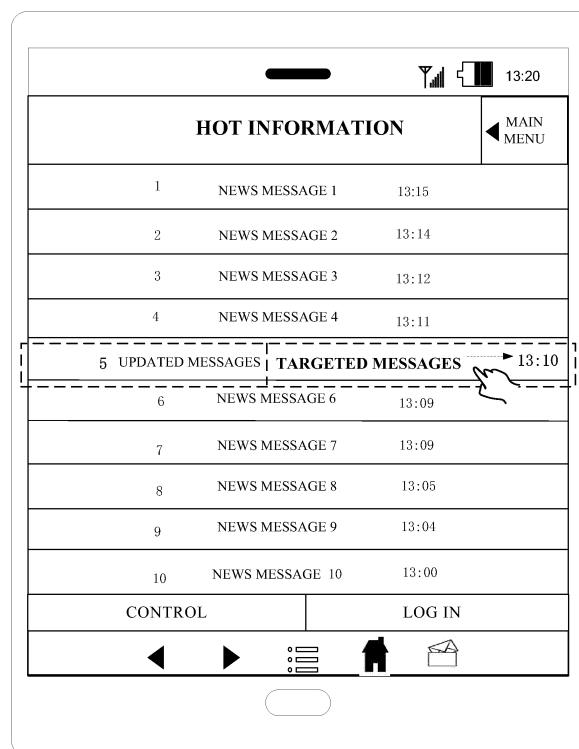 13:20
HOT INFORMATION
MAIN
MENU
1 NEWS MESSAGE 1 13:15
2 NEWS MESSAGE 2 13:14
3 NEWS MESSAGE 3 13:12
4 NEWS MESSAGE 4 13:11
5 UPDATED MESSAGES TARGETED MESSAGES 13:10
6 NEWS MESSAGE 6 13:09
7 NEWS MESSAGE 7 13:09
8 NEWS MESSAGE 8 13:05
9 NEWS MESSAGE 9 13:04
10 NEWS MESSAGE 10 13:00
CONTROL LOG IN